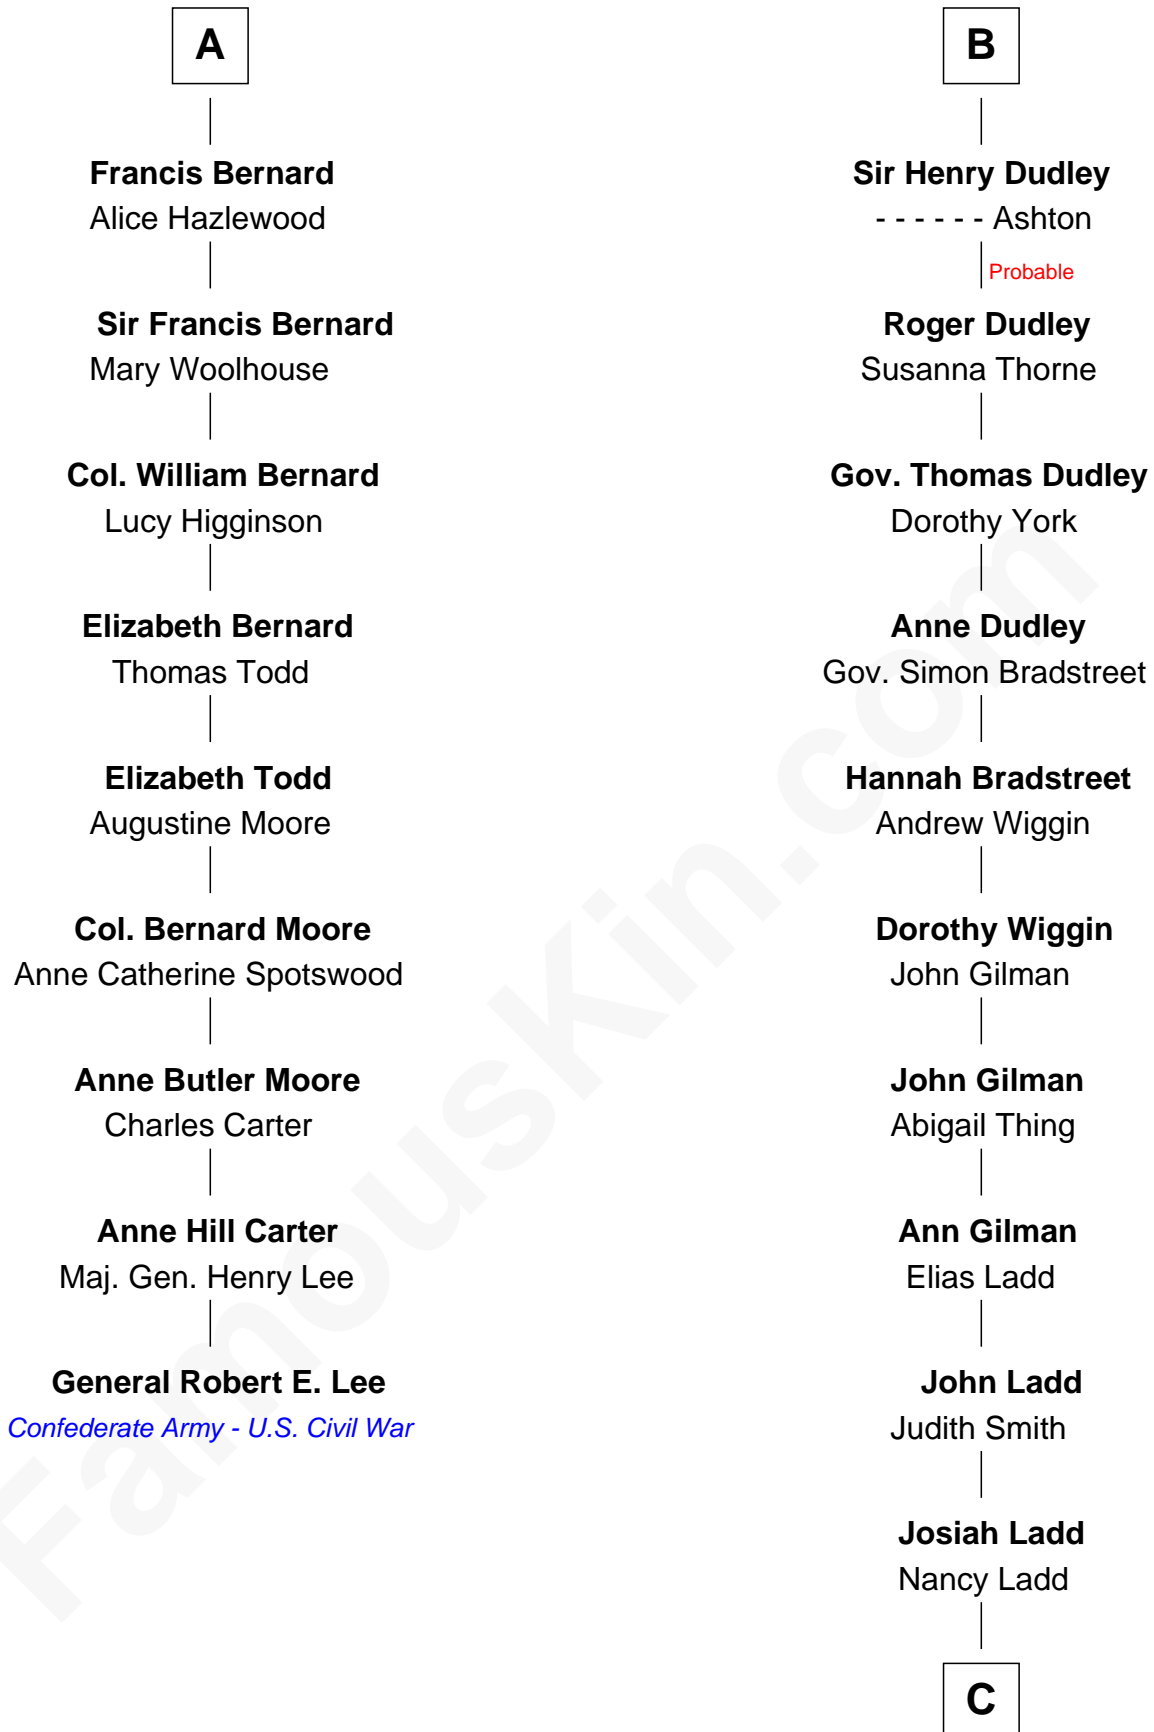 A
Francis Bernard
Alice Hazlewood
Sir Francis Bernard
Mary Woolhouse
Col. William Bernard
Lucy Higginson
Elizabeth Bernard
Thomas Todd
Elizabeth Todd
Augustine Moore
Col. Bernard Moore
Anne Catherine Spotswood
Anne Butler Moore
Charles Carter
Anne Hill Carter
Maj. Gen. Henry Lee
General Robert E. Lee
Confederate Army - U.S. Civil War
B
Sir Henry Dudley
- - - - - - Ashton
Probable
Roger Dudley
Susanna Thorne
Gov. Thomas Dudley
Dorothy York
Anne Dudley
Gov. Simon Bradstreet
Hannah Bradstreet
Andrew Wiggin
Dorothy Wiggin
John Gilman
John Gilman
Abigail Thing
Ann Gilman
Elias Ladd
John Ladd
Judith Smith
Josiah Ladd
Nancy Ladd
C
FamousKin.com